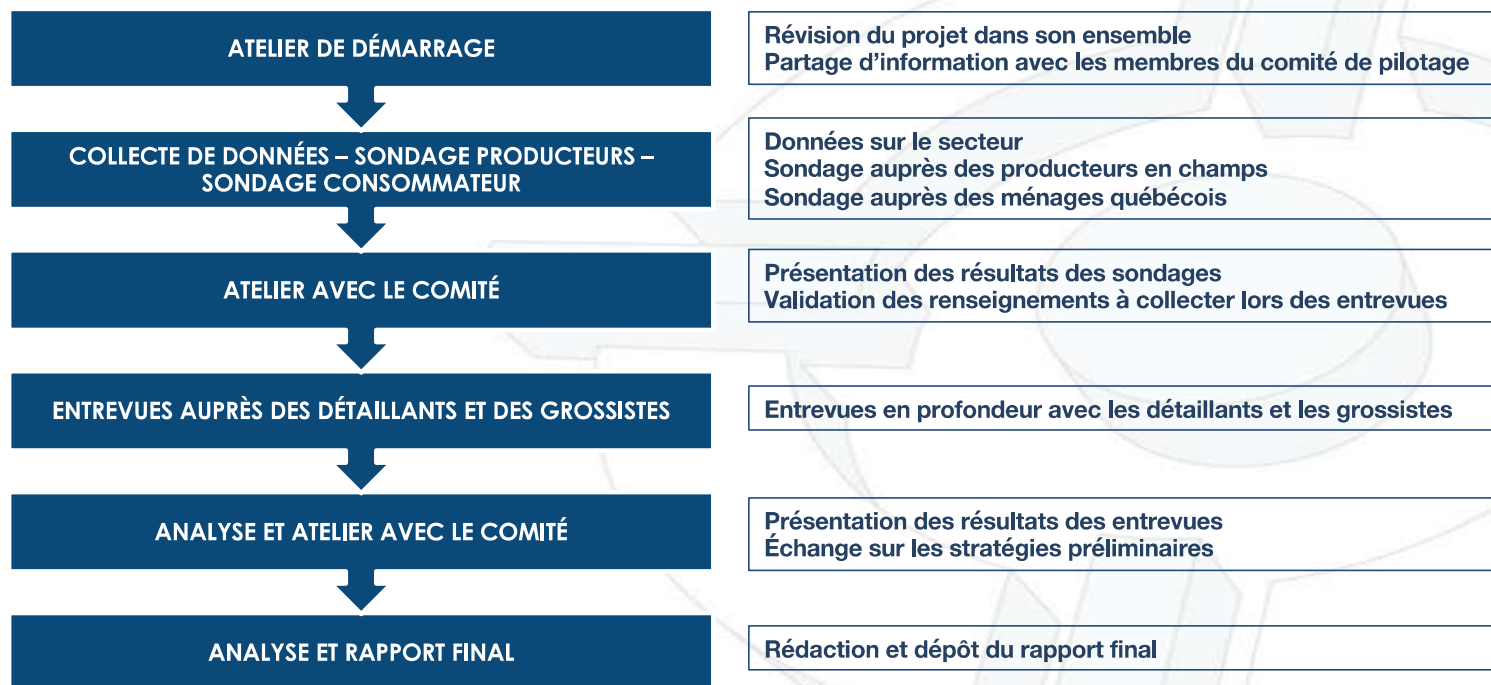 ATELIER DE DÉMARRAGE
Révision du projet dans son ensemble
Partage d’information avec les membres du comité de pilotage
COLLECTE DE DONNÉES – SONDAGE PRODUCTEURS –
SONDAGE CONSOMMATEUR
Données sur le secteur
Sondage auprès des producteurs en champs
Sondage auprès des ménages québécois
ATELIER AVEC LE COMITÉ
Présentation des résultats des sondages
Validation des renseignements à collecter lors des entrevues
ENTREVUES AUPRÈS DES DÉTAILLANTS ET DES GROSSISTES
Entrevues en profondeur avec les détaillants et les grossistes
ANALYSE ET ATELIER AVEC LE COMITÉ
Présentation des résultats des entrevues
Échange sur les stratégies préliminaires
ANALYSE ET RAPPORT FINAL
Rédaction et dépôt du rapport final